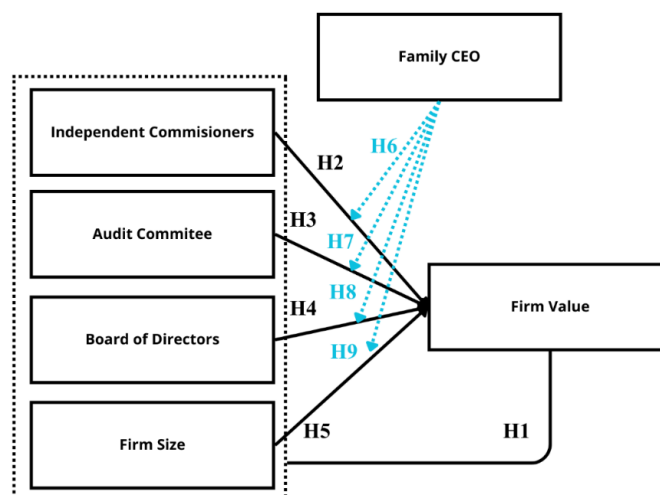 Family CEO
Independent Commisioners
H6
H2
Audit Commitee
H3
H7
H8
Firm Value
Board of Directors
H4
H9
Firm Size
H5
H1